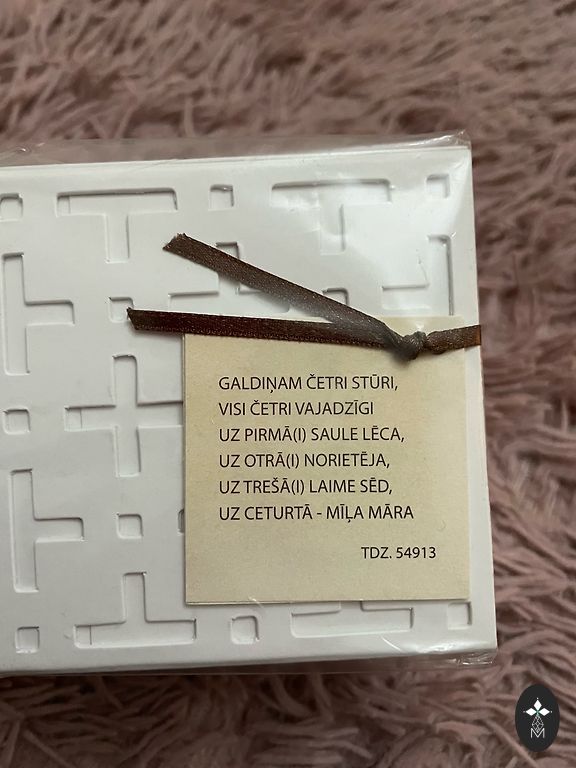 GALDIŅAM ČETRI STŪRI,
VISI ČETRI VAJADZĪGI
UZ PIRMĀ(I) SAULE LĒCA,
UZ OTRĀ(I) NORIETĒJA,
UZ TREŠĀ(I) LAIME SĒD,
UZ CETURTĀ - MĪĻA MĀRA
TDZ. 54913